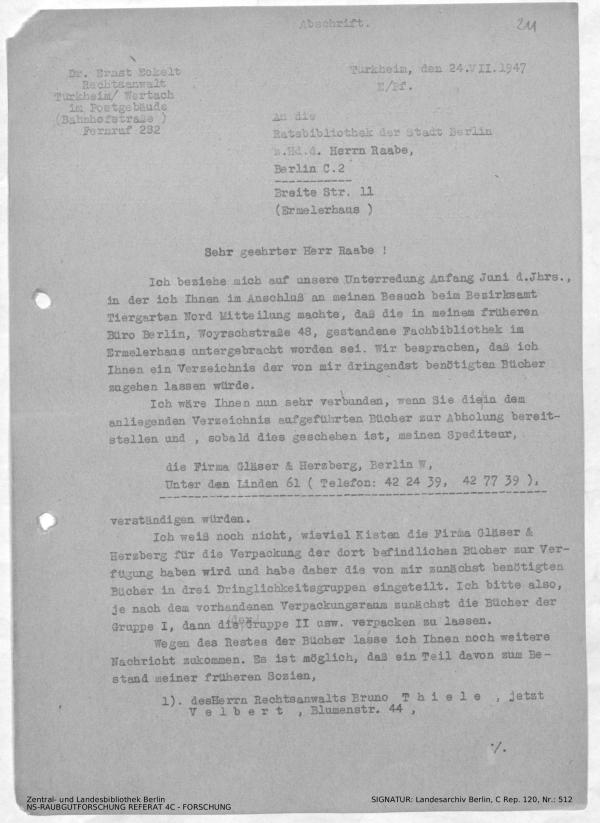 Abschrift.
211
Dr. Ernst Eckelt
Rechtsanwalt
Türkheim/ Wertach
im Postgebäude
(Bahnhofstraße )
Fernruf 282
Türkheim, den 24.VII.1947
E/Pf.
An die
Ratsbibliothek der Stadt Berlin
z.Hd.d. Herrn Raabe,
Berlin C.2
Breite Str. 11
(Ermelerhaus )
Sehr geehrter Herr Raabe !
Ich beziehe mich auf unsere Unterredung Anfang Juni d.Jhrs.,
in der ich Ihnen im Anschluß an meinen Besuch beim Bezirksamt
Tiergarten Nord Mitteilung machte, daß die in meinem früheren
Büro Berlin, Woyrschstraße 48, gestandene Fachbibliothek im
Ermelerhaus untergebracht worden sei. Wir besprachen, daß ich
Ihnen ein Verzeichnis der von mir dringendst benötigten Bücher
zugehen lassen würde.
Ich wäre Ihnen nun sehr verbunden, wenn Sie die in dem
anliegenden Verzeichnis aufgeführten Bücher zur Abholung bereit-
stellen und , sobald dies geschehen ist, meinen Spediteur,
die Firma Gläser & Herzberg, Berlin W,
Unter den Linden 61 ( Telefon: 42 24 39, 42 77 39 ),
verständigen würden.
Ich weiß noch nicht, wieviel Kisten die Firma Gläser &
Herzberg für die Verpackung der dort befindlichen Bücher zur Ver-
fügung haben wird und habe daher die von mir zunächst benötigten
Bücher in drei Dringlichkeitsgruppen eingeteilt. Ich bitte also,
je nach dem vorhandenen Verpackungsraum zunächst die Bücher der
Gruppe I, dann die der Gruppe II usw. verpacken zu lassen.
Wegen des Restes der Bücher lasse ich Ihnen noch weitere
Nachricht zukommen. Es ist möglich, daß ein Teil davon zum Be-
stand meiner früheren Sozien,
1). desHerrn Rechtsanwalts Bruno T h i e l e , jetzt
V e l b e r t , Blumenstr. 44 ,
./.
Zentral- und Landesbibliothek Berlin
NS-RAUBGUTFORSCHUNG REFERAT 4C - FORSCHUNG
SIGNATUR: Landesarchiv Berlin, C Rep. 120, Nr.: 512